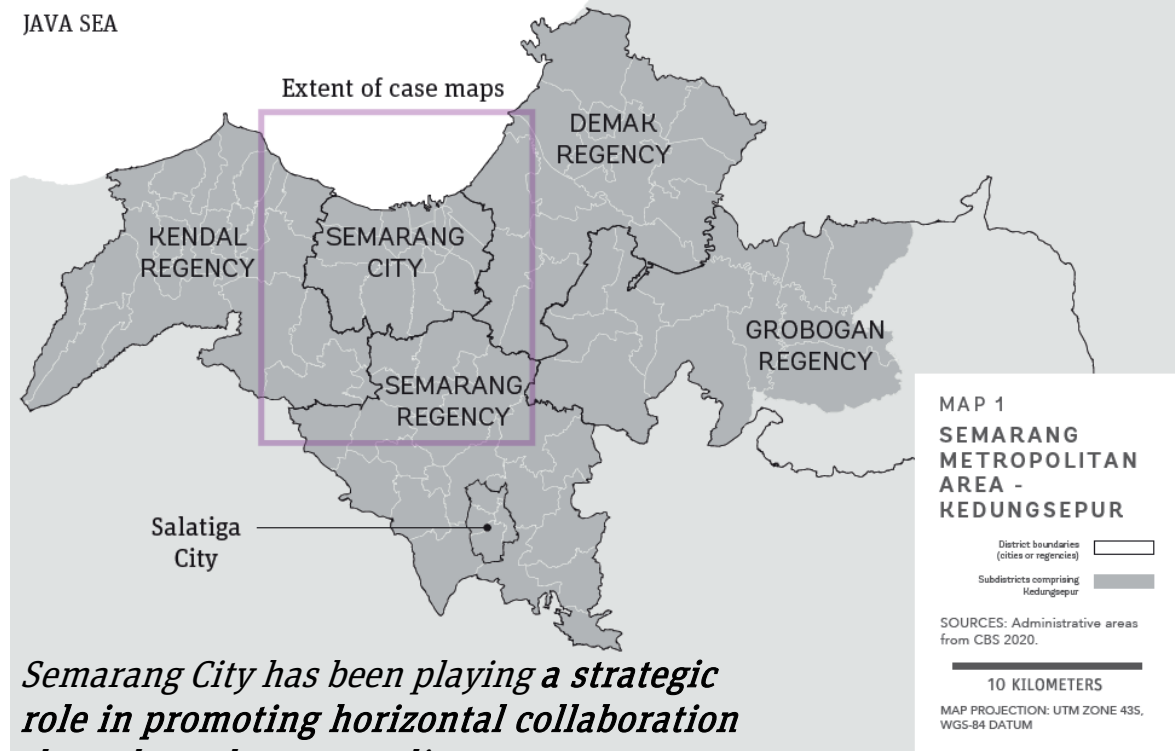 JAVA SEA
Extent of case maps
DEMAK
REGENCY
KENDAL
REGENCY
SEMARANG
CITY
GROBOGAN
REGENCY
SEMARANG
REGENCY
Salatiga
City
MAP 1
SEMARANG
METROPOLITAN
AREA -
KEDUNGSEPUR
District boundaries
(cities or regencies)
Subdistricts comprising
Kedungsepur
SOURCES: Administrative areas
from CBS 2020.
10 KILOMETERS
MAP PROJECTION: UTM ZONE 43S,
WGS-84 DATUM
Semarang City has been playing a strategic
role in promoting horizontal collaboration